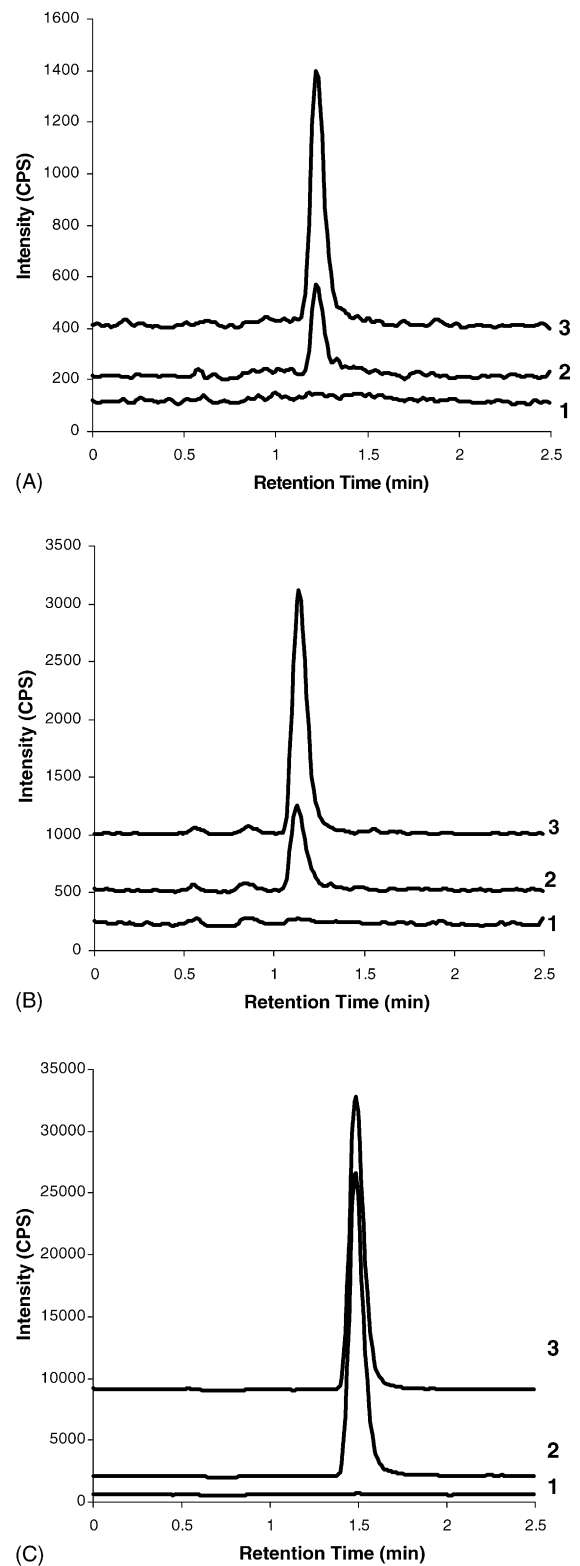 1600
1400
1200
1000
800
600
400
200
0
Intensity (CPS)
3
2
1
0 0.5 1 1.5 2 2.5
Retention Time (min)
(A)
3500
3000
2500
2000
1500
1000
500
0
Intensity (CPS)
3
2
1
0 0.5 1 1.5 2 2.5
Retention Time (min)
(B)
35000
30000
25000
20000
15000
10000
5000
0
Intensity (CPS)
3
2
1
0 0.5 1 1.5 2 2.5
Retention Time (min)
(C)